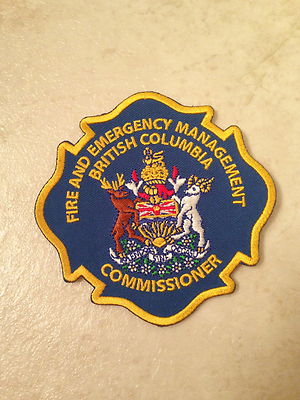 FIRE AND EMERGENCY MANAGEMENT
BRITISH COLUMBIA
COMMISSIONER